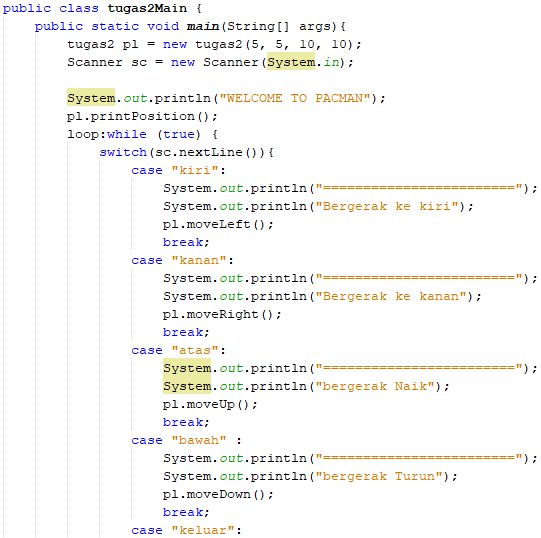 public class tugas2Main {
    public static void main(String[] args){
        tugas2 pl = new tugas2(5, 5, 10, 10);
        Scanner sc = new Scanner(System.in);

        System.out.println("WELCOME TO PACMAN");
        pl.printPosition();
        loop:while (true) {
            switch(sc.nextLine()){
                case "kiri":
                    System.out.println("========================");
                    System.out.println("Bergerak ke kiri");
                    pl.moveLeft();
                    break;
                case "kanan":
                    System.out.println("========================");
                    System.out.println("Bergerak ke kanan");
                    pl.moveRight();
                    break;
                case "atas":
                    System.out.println("========================");
                    System.out.println("bergerak Naik");
                    pl.moveUp();
                    break;
                case "bawah" :
                    System.out.println("========================");
                    System.out.println("bergerak Turun");
                    pl.moveDown();
                    break;
                case "keluar":